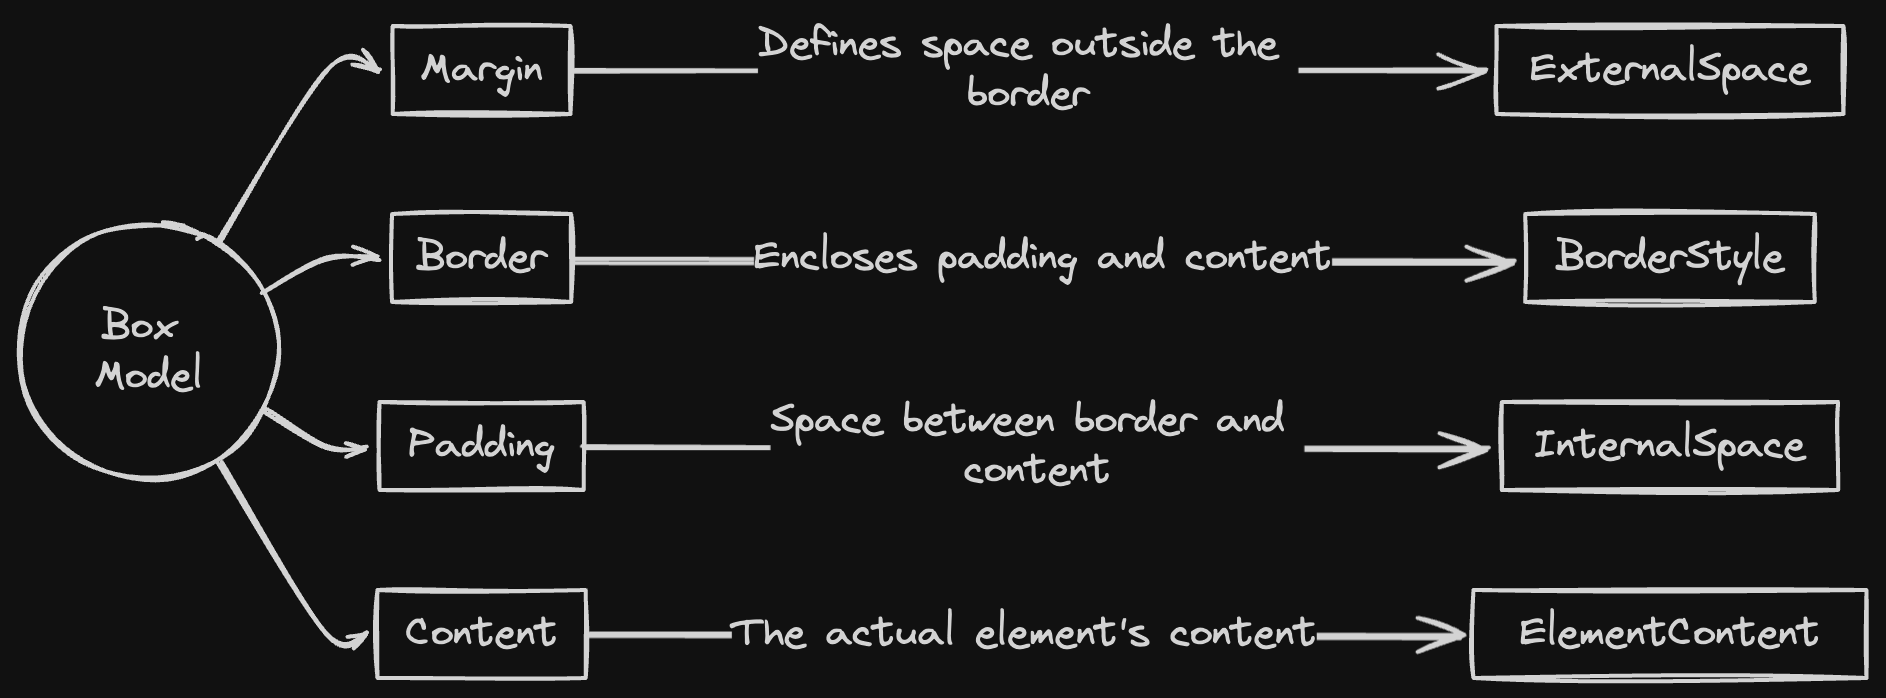 Margin
Defines space outside the
border
ExternalSpace
Border
Encloses padding and content
BorderStyle
Box
Model
Padding
Space between border and
content
InternalSpace
Content
The actual element's content
ElementContent